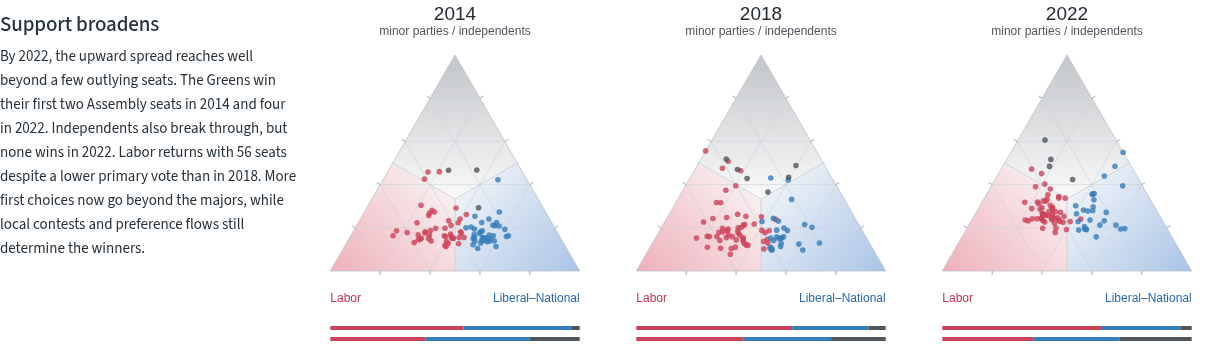 Support broadens
By 2022, the upward spread reaches well
beyond a few outlying seats. The Greens win
their first two Assembly seats in 2014 and four
in 2022. Independents also break through, but
none wins in 2022. Labor returns with 56 seats
despite a lower primary vote than in 2018. More
first choices now go beyond the majors, while
local contests and preference flows still
determine the winners.
2014
minor parties / independents
Labor
Liberal–National
2018
minor parties / independents
Labor
Liberal–National
2022
minor parties / independents
Labor
Liberal–National